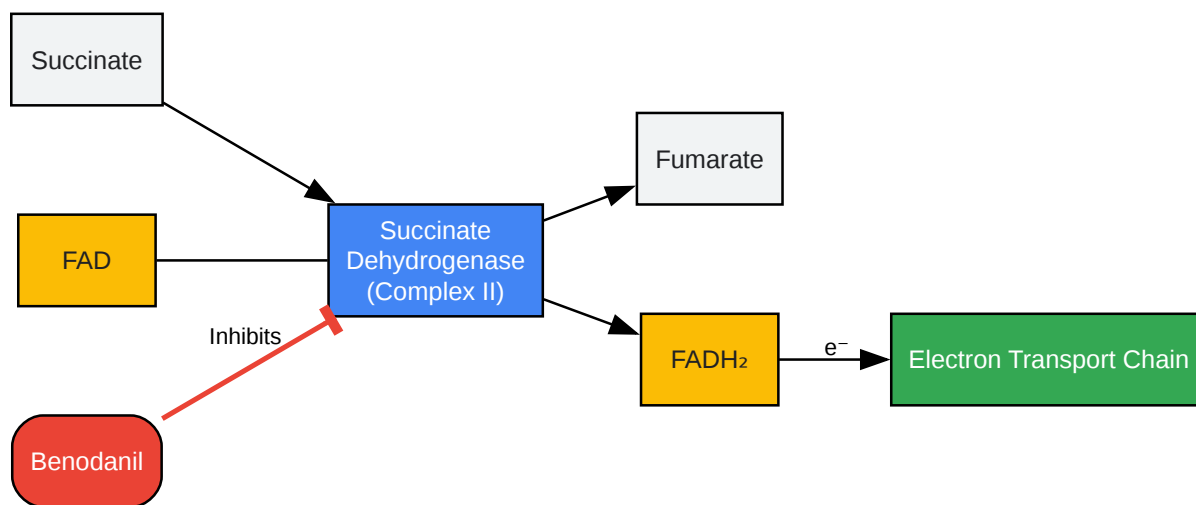 Succinate
Fumarate
FAD
Succinate
Dehydrogenase
(Complex II)
Inhibits
FADH₂
e⁻
Electron Transport Chain
Benodanil